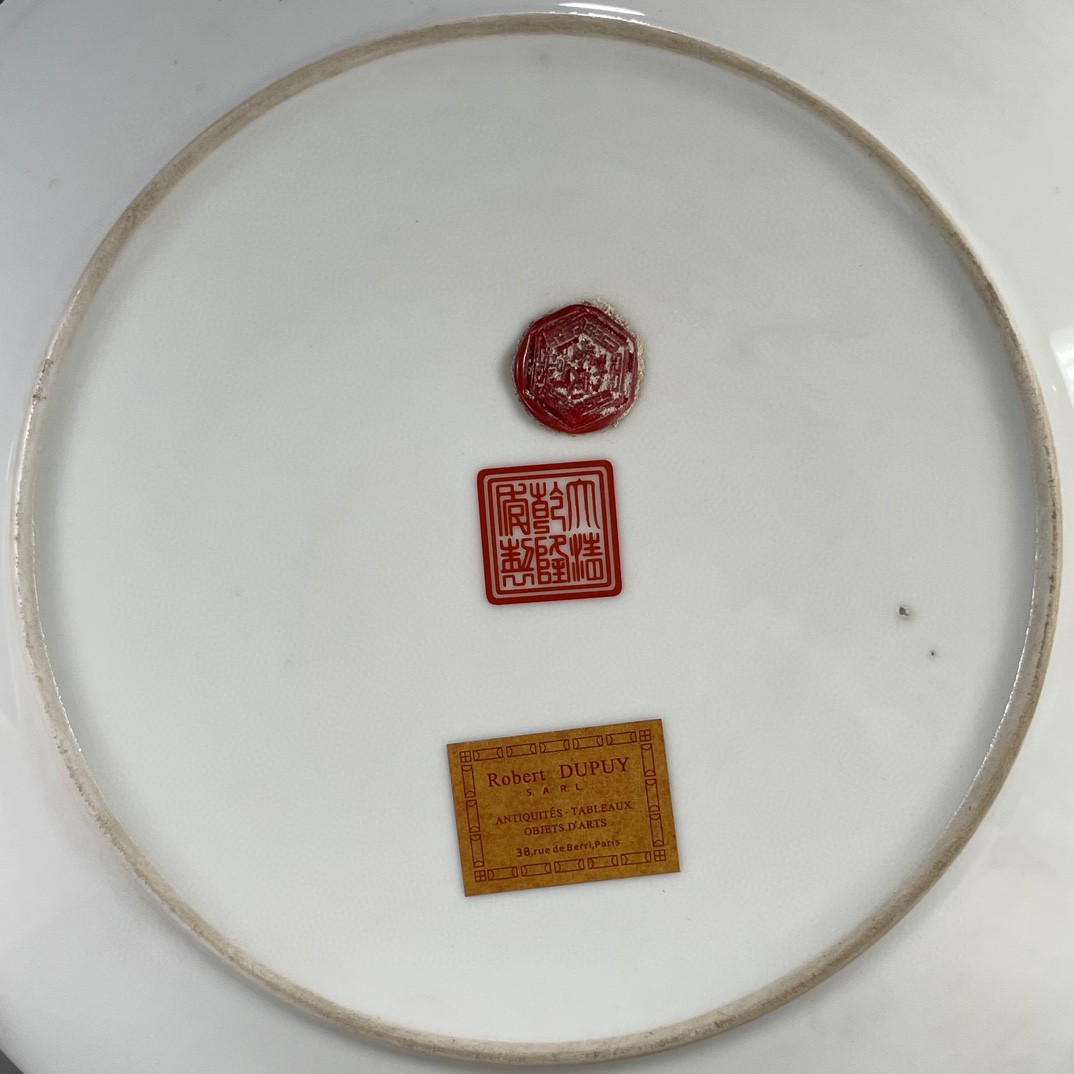 大清
乾隆
年製
Robert DUPUY
S. A. R. L
ANTIQUITÉS - TABLEAUX
OBJETS D'ARTS
38,rue de Berri,Paris